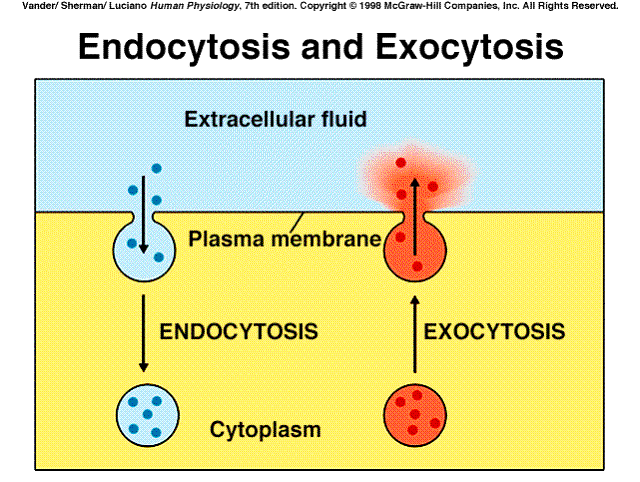 Vander/ Sherman/ Luciano Human Physiology, 7th edition. Copyright © 1998 McGraw-Hill Companies, Inc. All Rights Reserved.
Endocytosis and Exocytosis
Extracellular fluid
Plasma membrane
ENDOCYTOSIS
EXOCYTOSIS
Cytoplasm